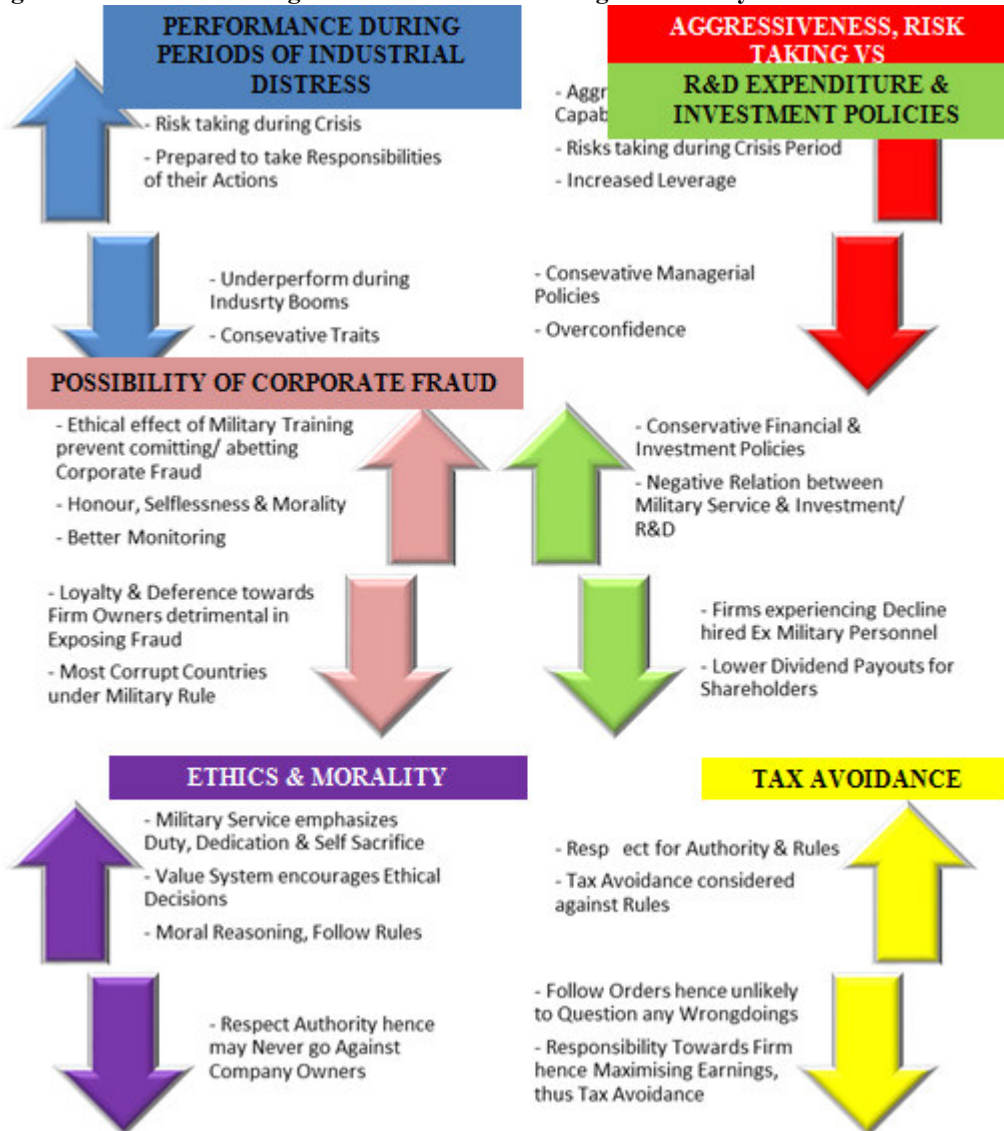 PERFORMANCE DURING
PERIODS OF INDUSTRIAL
DISTRESS
- Risk taking during Crisis
- Prepared to take Responsibilities
of their Actions
- Underperform during
Indusrty Booms
- Consevative Traits
AGGRESSIVENESS, RISK
TAKING VS
R&D EXPENDITURE &
INVESTMENT POLICIES
- Risks taking during Crisis Period
- Increased Leverage
- Consevative Managerial
Policies
- Overconfidence
POSSIBILITY OF CORPORATE FRAUD
- Ethical effect of Military Training
prevent comitting/ abetting
Corporate Fraud
- Honour, Selflessness & Morality
- Better Monitoring
- Loyalty & Deference towards
Firm Owners detrimental in
Exposing Fraud
- Most Corrupt Countries
under Military Rule
- Conservative Financial &
Investment Policies
- Negative Relation between
Military Service & Investment/
R&D
- Firms experiencing Decline
hired Ex Military Personnel
- Lower Dividend Payouts for
Shareholders
ETHICS & MORALITY
- Military Service emphasizes
Duty, Dedication & Self Sacrifice
- Value System encourages Ethical
Decisions
- Moral Reasoning, Follow Rules
- Respect Authority hence
may Never go Against
Company Owners
TAX AVOIDANCE
- Resp ect for Authority & Rules
- Tax Avoidance considered
against Rules
- Follow Orders hence unlikely
to Question any Wrongdoings
- Responsibility Towards Firm
hence Maximising Earnings,
thus Tax Avoidance